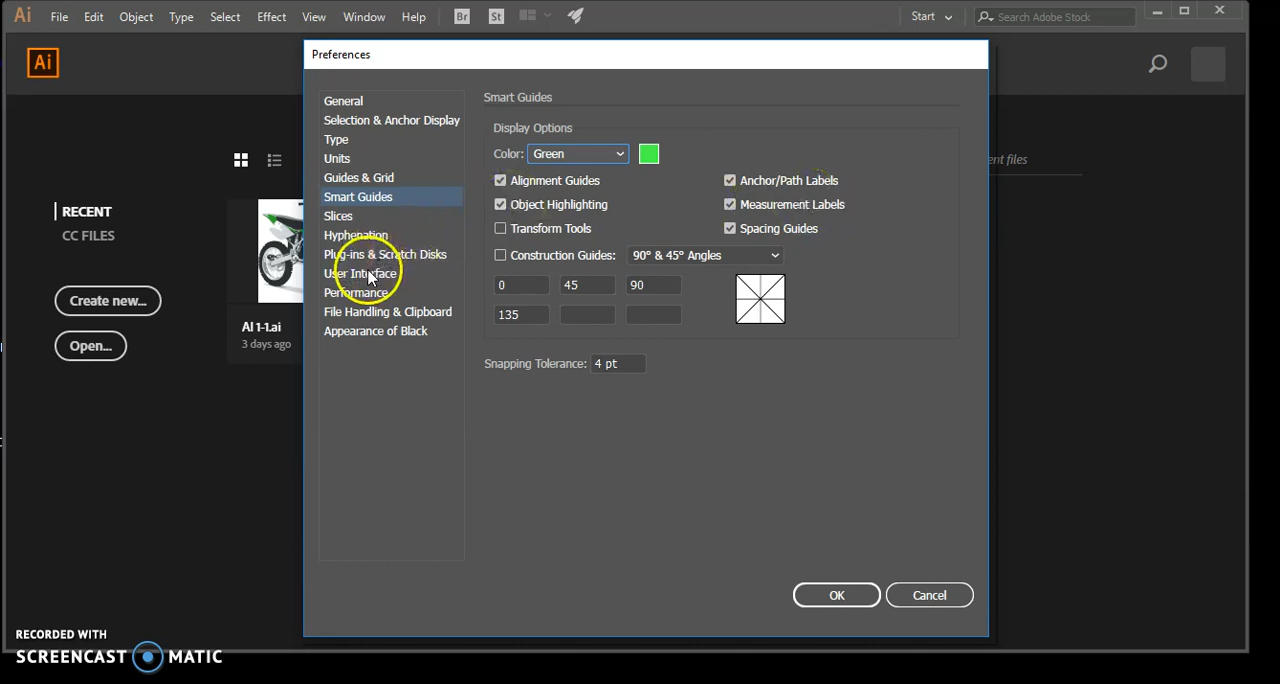 Ai File Edit Object Type Select Effect View Window Help Br St Start Search Adobe Stock
Preferences
Ai
General
Selection & Anchor Display
Type
Units
Guides & Grid
Smart Guides
Slices
Hyphenation
Plug-ins & Scratch Disks
User Interface
Performance
File Handling & Clipboard
Appearance of Black
Smart Guides
Display Options
Color: Green
Alignment Guides Anchor/Path Labels
Object Highlighting Measurement Labels
Transform Tools Spacing Guides
Construction Guides: 90° & 45° Angles
0 45 90
135
Snapping Tolerance: 4 pt
OK Cancel
RECENT
CC FILES
Create new...
Open...
AI 1-1.ai
3 days ago
ent files
RECORDED WITH
SCREENCAST MATIC